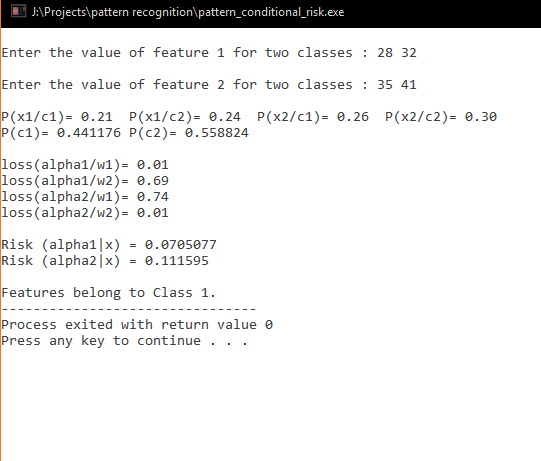 J:\Projects\pattern recognition\pattern_conditional_risk.exe
Enter the value of feature 1 for two classes : 28 32
Enter the value of feature 2 for two classes : 35 41
P(x1/c1)= 0.21  P(x1/c2)= 0.24  P(x2/c1)= 0.26  P(x2/c2)= 0.30
P(c1)= 0.441176 P(c2)= 0.558824
loss(alpha1/w1)= 0.01
loss(alpha1/w2)= 0.69
loss(alpha2/w1)= 0.74
loss(alpha2/w2)= 0.01
Risk (alpha1|x) = 0.0705077
Risk (alpha2|x) = 0.111595
Features belong to Class 1.
--------------------------------
Process exited with return value 0
Press any key to continue . . .